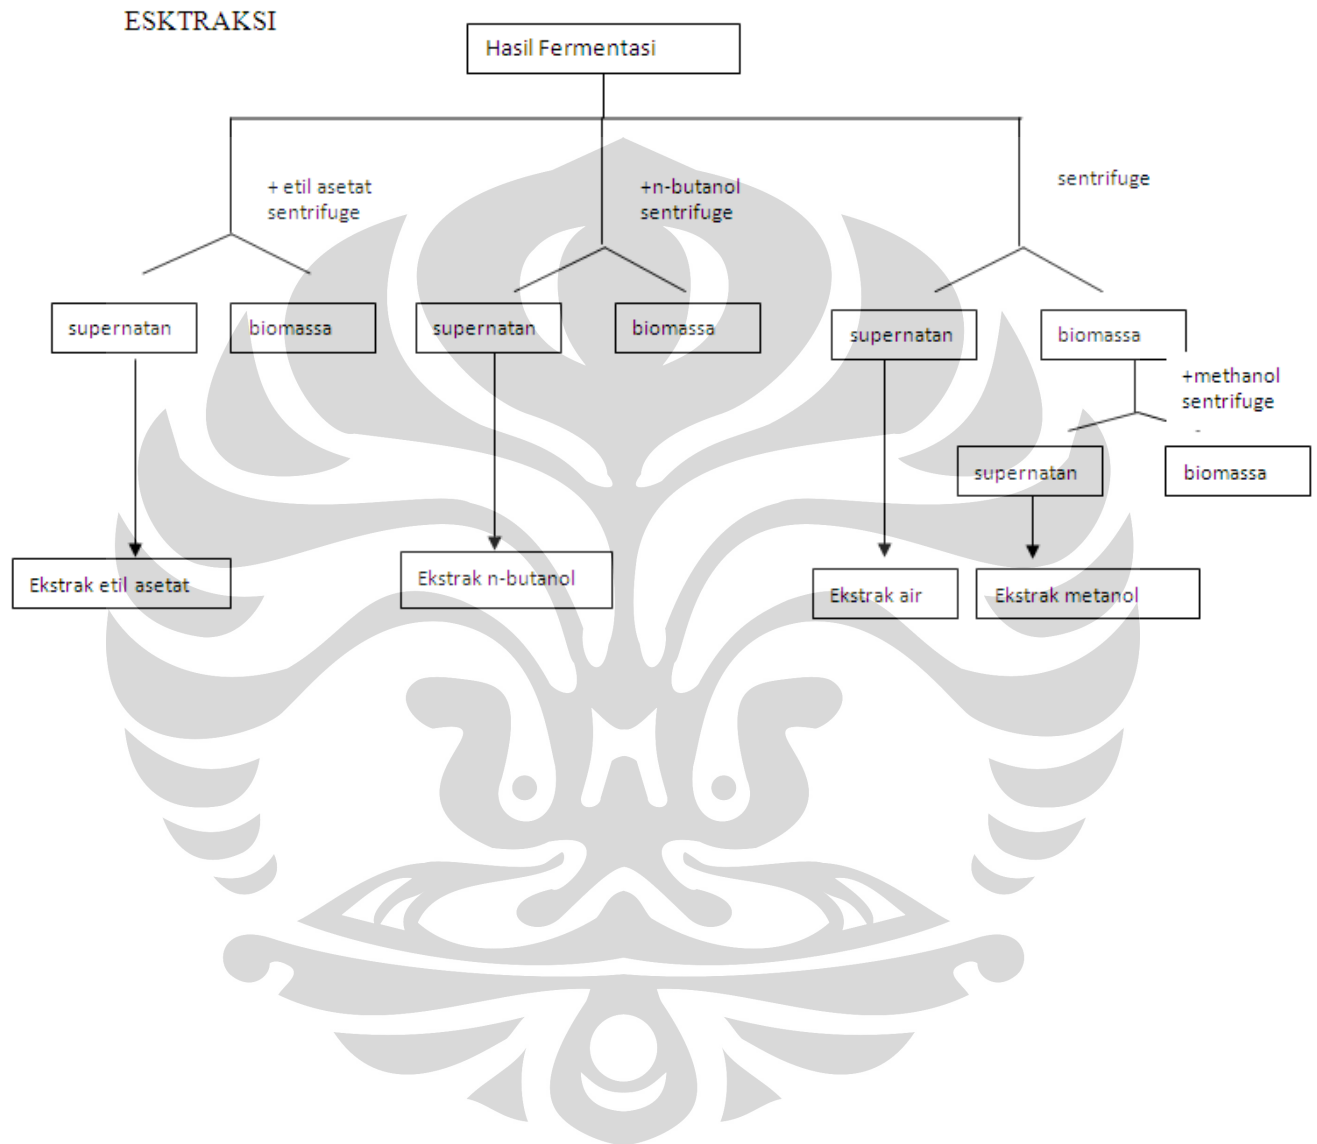 ESKTRAKSI
Hasil Fermentasi
+ etil asetat
sentrifuge
+n-butanol
sentrifuge
sentrifuge
supernatan
biomassa
supernatan
biomassa
supernatan
biomassa
+methanol
sentrifuge
supernatan
biomassa
Ekstrak etil asetat
Ekstrak n-butanol
Ekstrak air
Ekstrak metanol